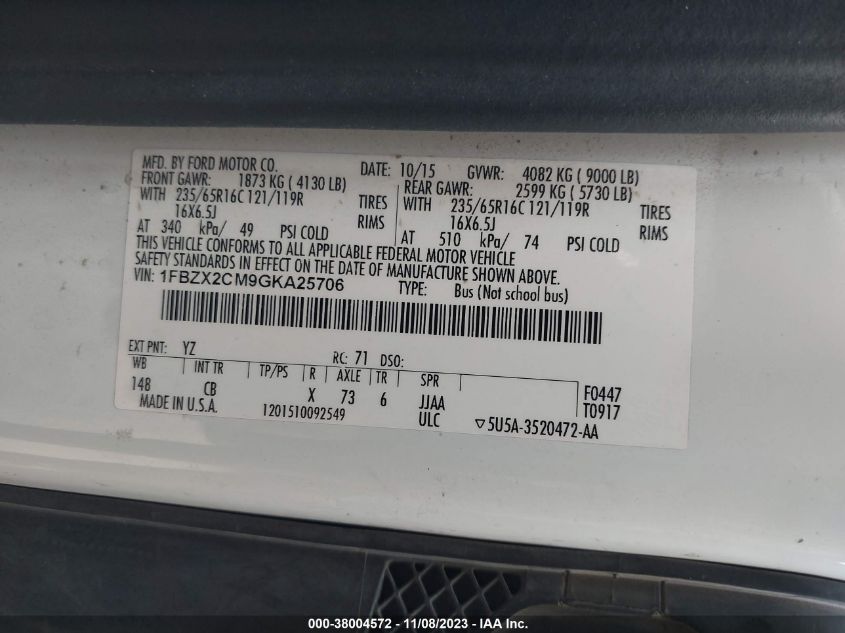 MFD. BY FORD MOTOR CO. DATE: 10/15 GVWR: 4082 KG ( 9000 LB)
FRONT GAWR: 1873 KG ( 4130 LB) REAR GAWR: 2599 KG ( 5730 LB)
WITH 235/65R16C 121/119R TIRES WITH 235/65R16C 121/119R TIRES
16X6.5J RIMS 16X6.5J RIMS
AT 340 kPa/ 49 PSI COLD AT 510 kPa/ 74 PSI COLD
THIS VEHICLE CONFORMS TO ALL APPLICABLE FEDERAL MOTOR VEHICLE
SAFETY STANDARDS IN EFFECT ON THE DATE OF MANUFACTURE SHOWN ABOVE.
VIN: 1FBZX2CM9GKA25706 TYPE: Bus (Not school bus)
EXT PNT: YZ RC: 71 DSO:
WB INT TR TP/PS R AXLE TR SPR
148 CB X 73 6 JJAA F0447
MADE IN U.S.A. 1201510092549 ULC ▽5U5A-3520472-AA T0917
000-38004572 - 11/08/2023 - IAAI.com